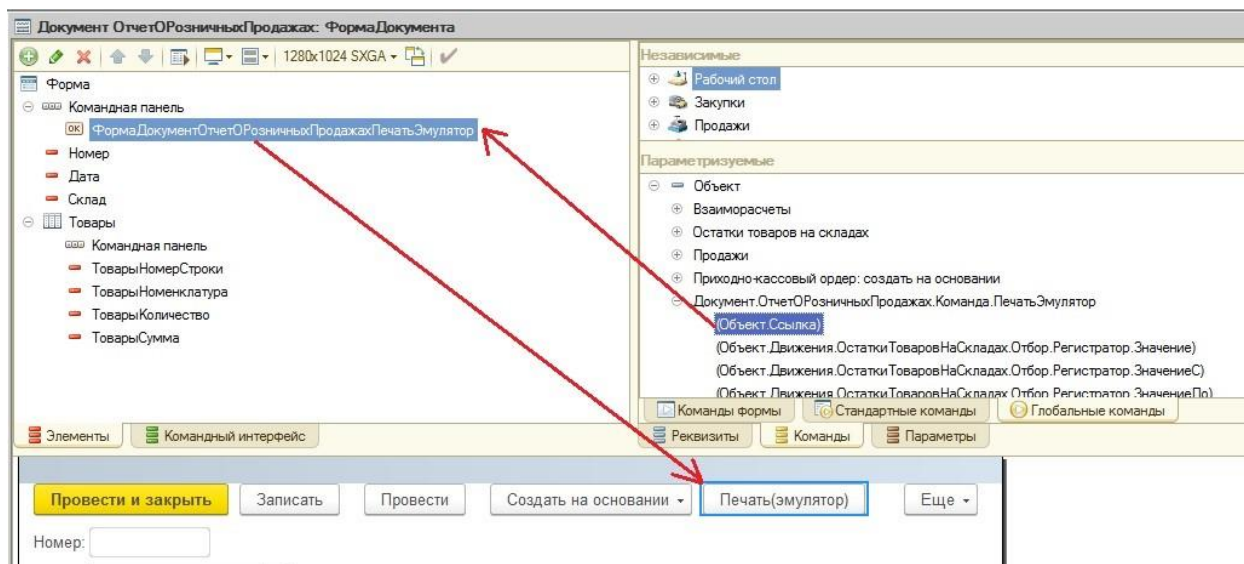 Документ ОтчетОРозничныхПродажах: ФормаДокумента
1280x1024 SXGA
Форма
Командная панель
ФормаДокументОтчетОРозничныхПродажахПечатьЭмулятор
Номер
Дата
Склад
Товары
Командная панель
ТоварыНомерСтроки
ТоварыНоменклатура
ТоварыКоличество
ТоварыСумма
Элементы
Командный интерфейс
Независимые
Рабочий стол
Закупки
Продажи
Параметризуемые
Объект
Взаиморасчеты
Остатки товаров на складах
Продажи
Приходно-кассовый ордер: создать на основании
Документ.ОтчетОРозничныхПродажах.Команда.ПечатьЭмулятор
(Объект.Ссылка)
(Объект.Движения.ОстаткиТоваровНаСкладах.Отбор.Регистратор.Значение)
(Объект.Движения.ОстаткиТоваровНаСкладах.Отбор.Регистратор.ЗначениеС)
(Объект.Движения.ОстаткиТоваровНаСкладах.Отбор.Регистратор.ЗначениеПо)
Команды формы
Стандартные команды
Глобальные команды
Реквизиты
Команды
Параметры
Провести и закрыть
Записать
Провести
Создать на основании
Печать(эмулятор)
Еще
Номер: